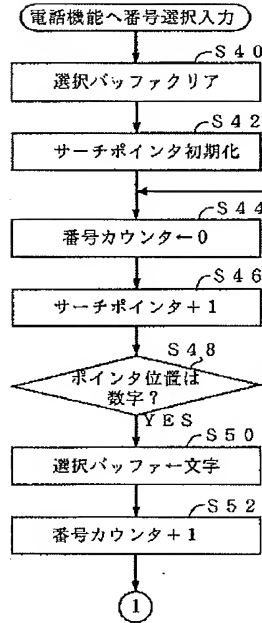 電話機能へ番号選択入力
S40
選択バッファクリア
S42
サーチポインタ初期化
S44
番号カウンタ←0
S46
サーチポインタ+1
S48
ポインタ位置は
数字?
YES
S50
選択バッファ←文字
S52
番号カウンタ+1
1